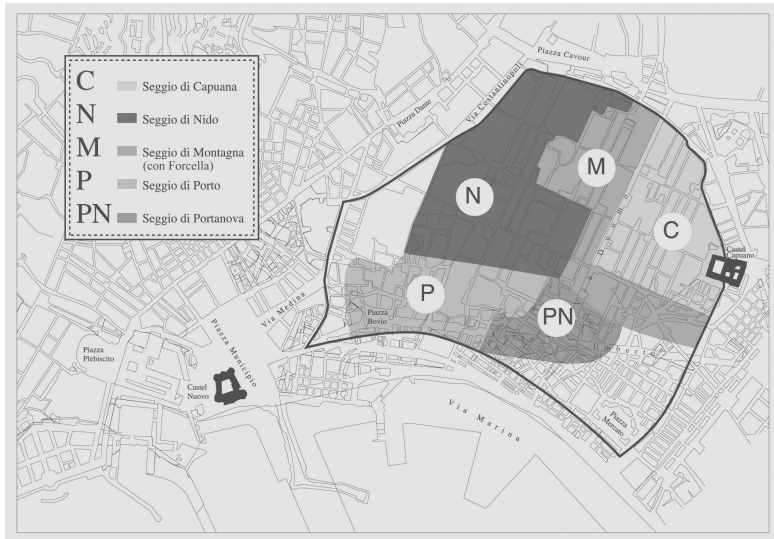 C Seggio di Capuana
N Seggio di Nido
M Seggio di Montagna
(con Forcella)
P Seggio di Porto
PN Seggio di Portanova
Piazza Cavour
Via Costantinopoli
Piazza Dante
M
N
C
Duomo
Castel
Capuano
P
PN
Piazza
Bovio
Via Medina
Umberto
Piazza
Plebiscito
Piazza Municipio
Castel
Nuovo
Via Marina
Piazza
Mercato